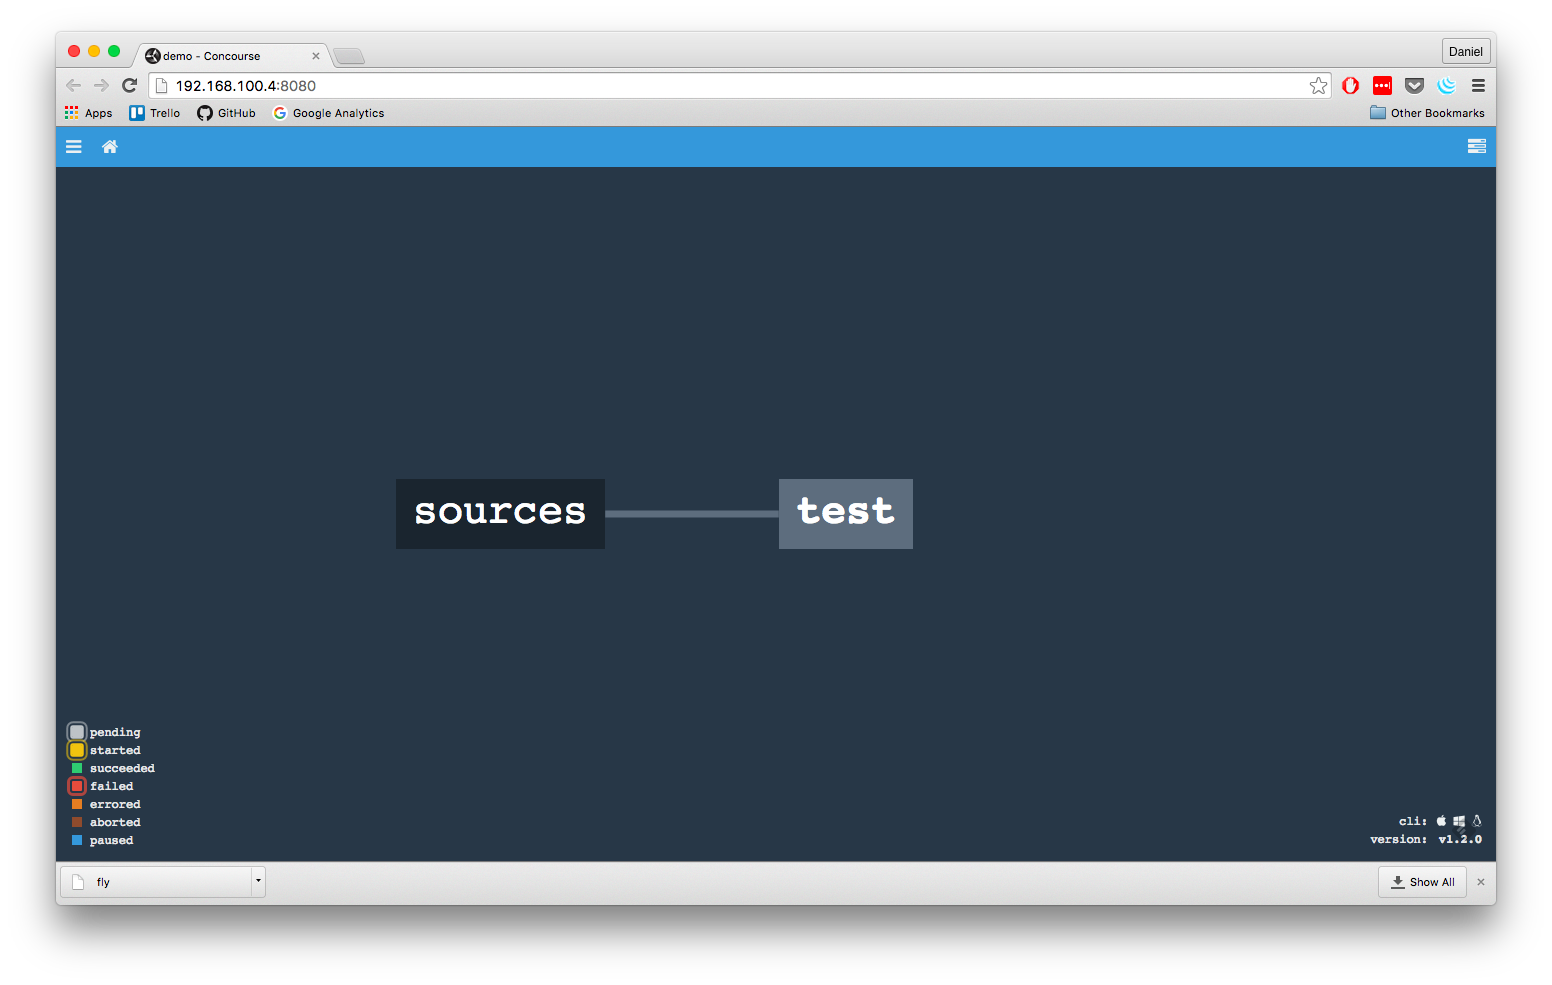 demo - Concourse
Daniel
192.168.100.4:8080
Apps Trello GitHub Google Analytics Other Bookmarks
sources test
pending
started
succeeded
failed
errored
aborted
paused
cli:
version: v1.2.0
fly
Show All